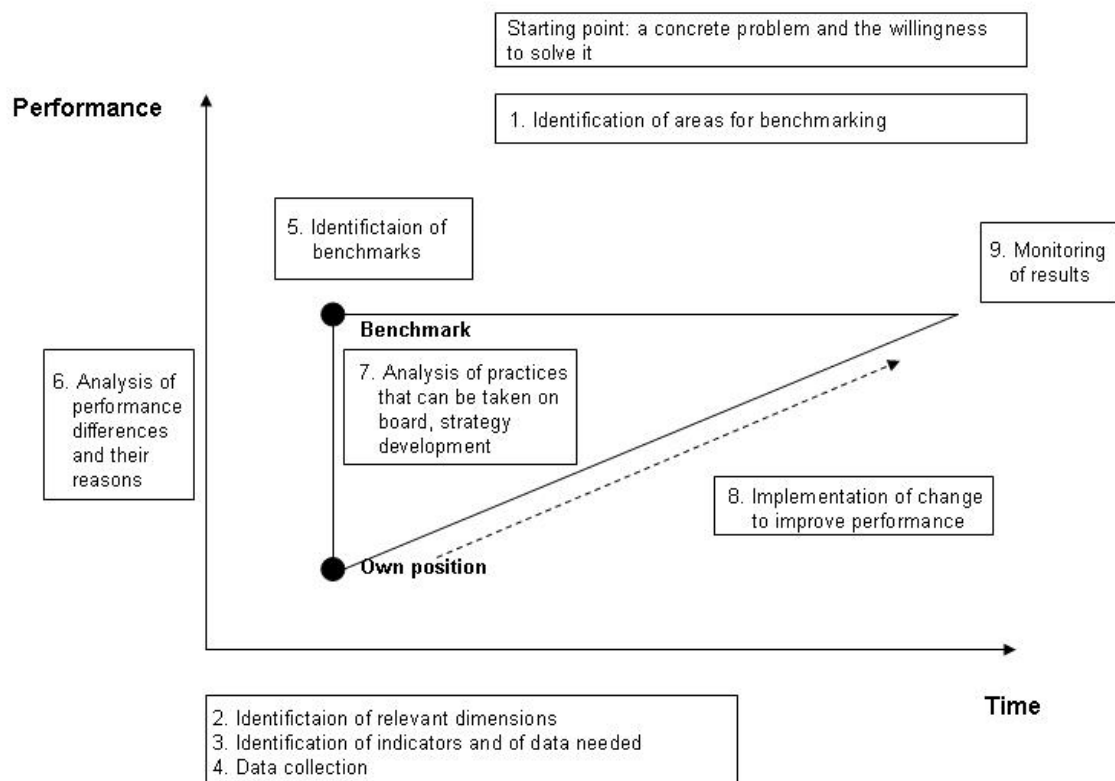 Starting point: a concrete problem and the willingness
to solve it
Performance
1. Identification of areas for benchmarking
5. Identifictaion of
benchmarks
9. Monitoring
of results
Benchmark
6. Analysis of
performance
differences
and their
reasons
7. Analysis of practices
that can be taken on
board, strategy
development
8. Implementation of change
to improve performance
Own position
Time
2. Identifictaion of relevant dimensions
3. Identification of indicators and of data needed
4. Data collection